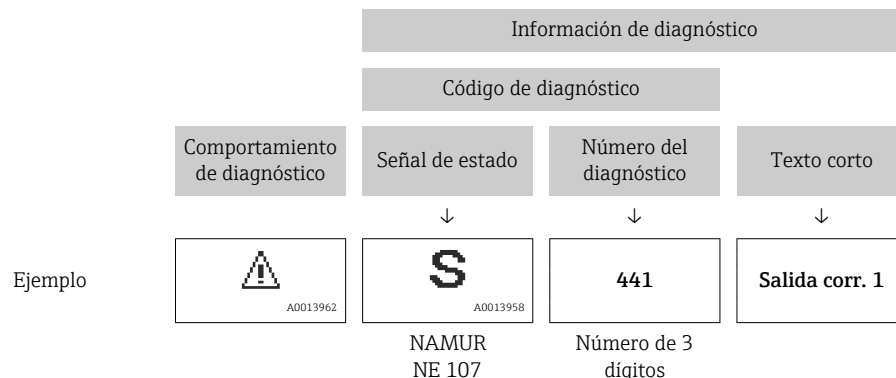 Información de diagnóstico
Código de diagnóstico
Comportamiento
de diagnóstico
Señal de estado
Número del
diagnóstico
Texto corto
↓ ↓ ↓
Ejemplo
A0013962
S
A0013958
441
Salida corr. 1
NAMUR
NE 107
Número de 3
dígitos